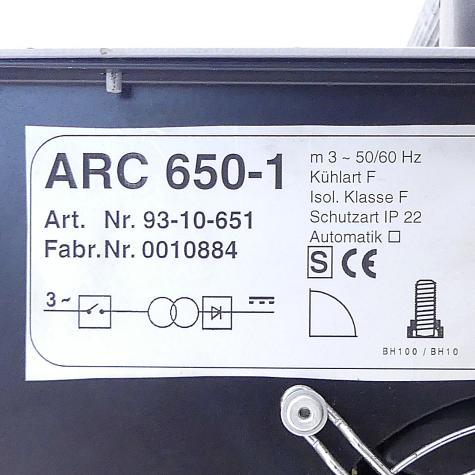 ARC 650-1
Art. Nr. 93-10-651
Fabr.Nr. 0010884
m 3 ~ 50/60 Hz
Kühlart F
Isol. Klasse F
Schutzart IP 22
Automatik ☐
S CE
3~
BH100 / BH10